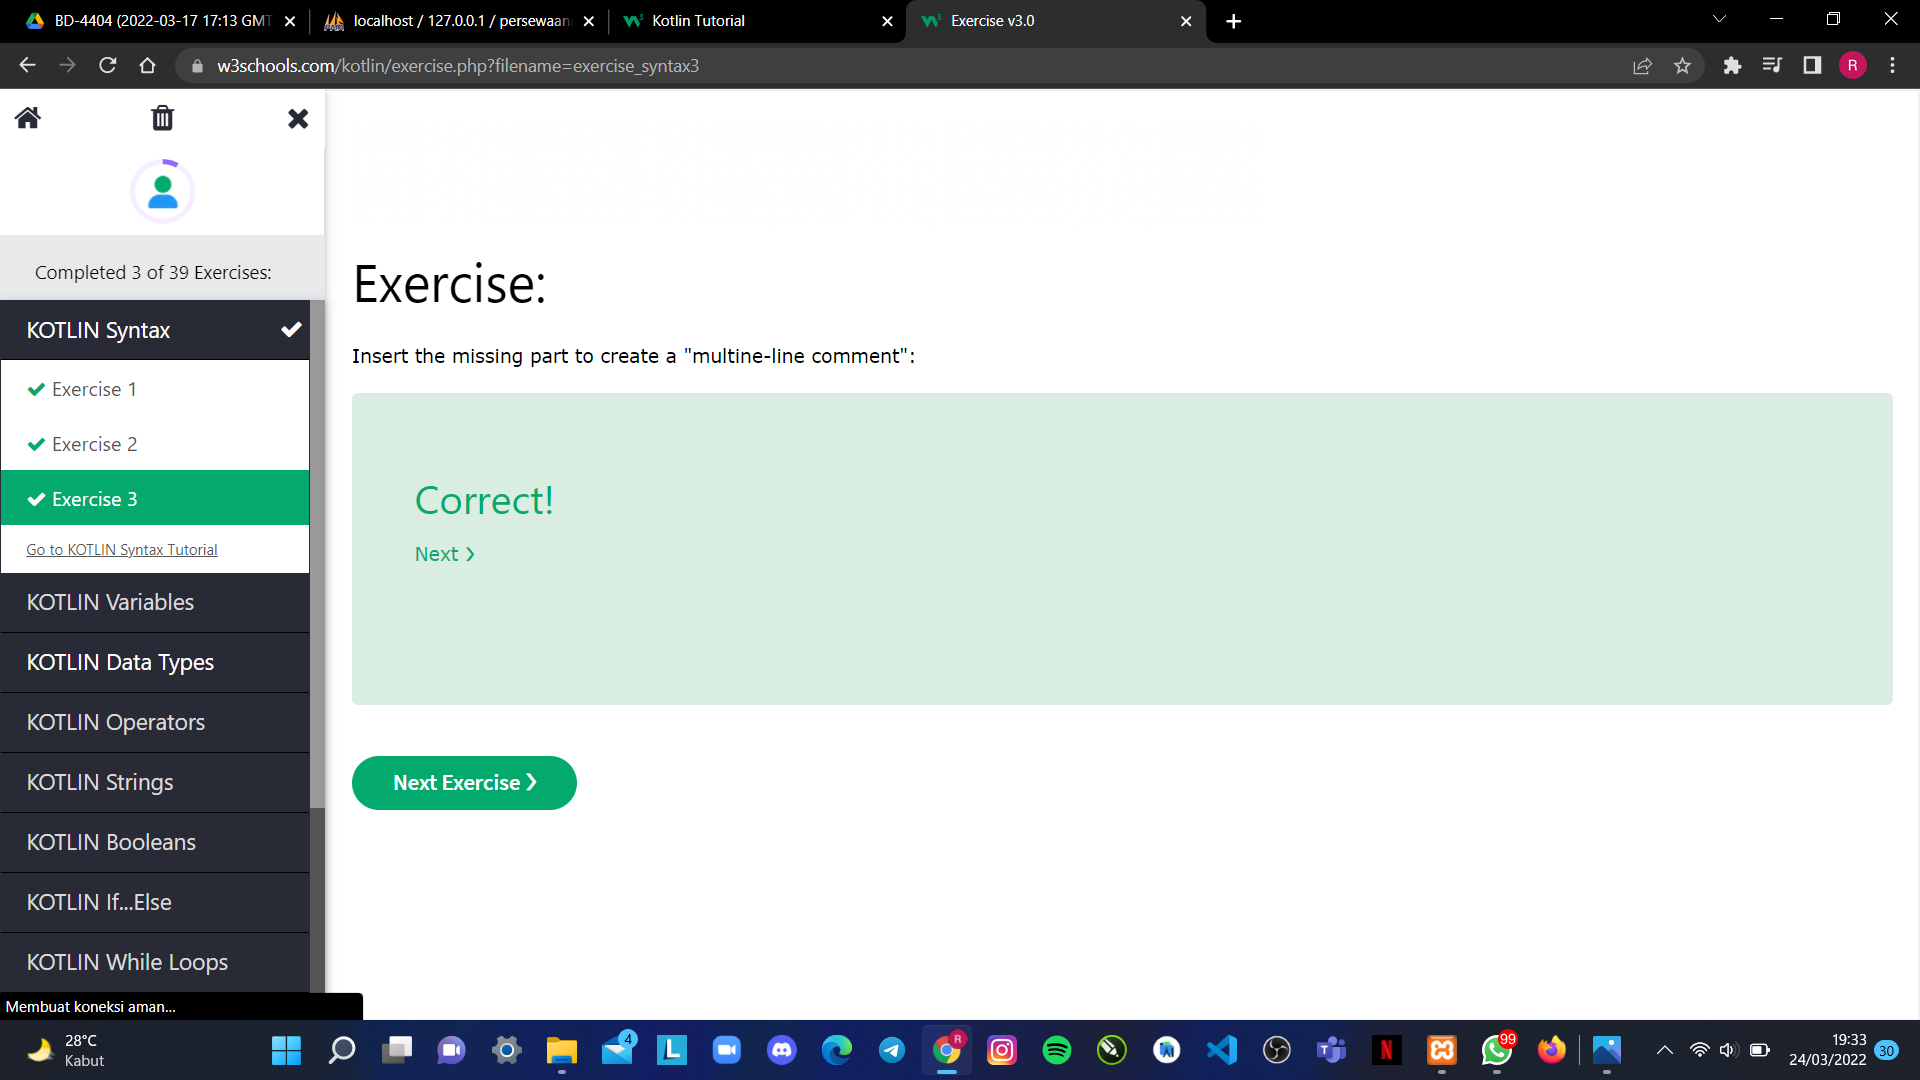 BD-4404 (2022-03-17 17:13 GMT
localhost / 127.0.0.1 / persewaan
Kotlin Tutorial
Exercise v3.0
w3schools.com/kotlin/exercise.php?filename=exercise_syntax3
R
Completed 3 of 39 Exercises:
KOTLIN Syntax
Exercise 1
Exercise 2
Exercise 3
Go to KOTLIN Syntax Tutorial
KOTLIN Variables
KOTLIN Data Types
KOTLIN Operators
KOTLIN Strings
KOTLIN Booleans
KOTLIN If...Else
KOTLIN While Loops
Exercise:
Insert the missing part to create a "multine-line comment":
Correct!
Next ❯
Next Exercise ❯
Membuat koneksi aman...
28°C
Kabut
4
L
R
N
99
19:33
24/03/2022
30